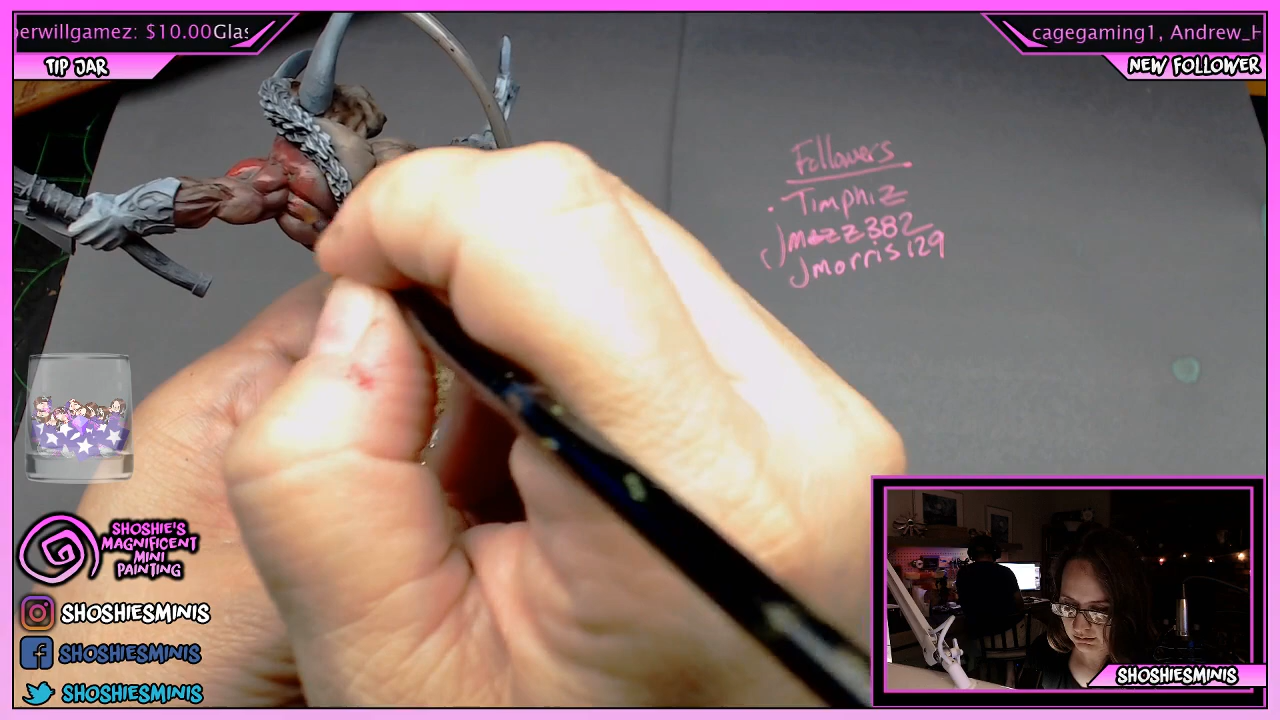 erwillgamez: $10.00Glas
cagegaming1, Andrew_H
TIP JAR
NEW FOLLOWER
Followers
. Timphiz
jmezz382
Jmorris129
SHOSHIE'S
MAGNIFICENT
MINI
PAINTING
SHOSHIESMINIS
SHOSHIESMINIS
SHOSHIESMINIS
SHOSHIESMINIS